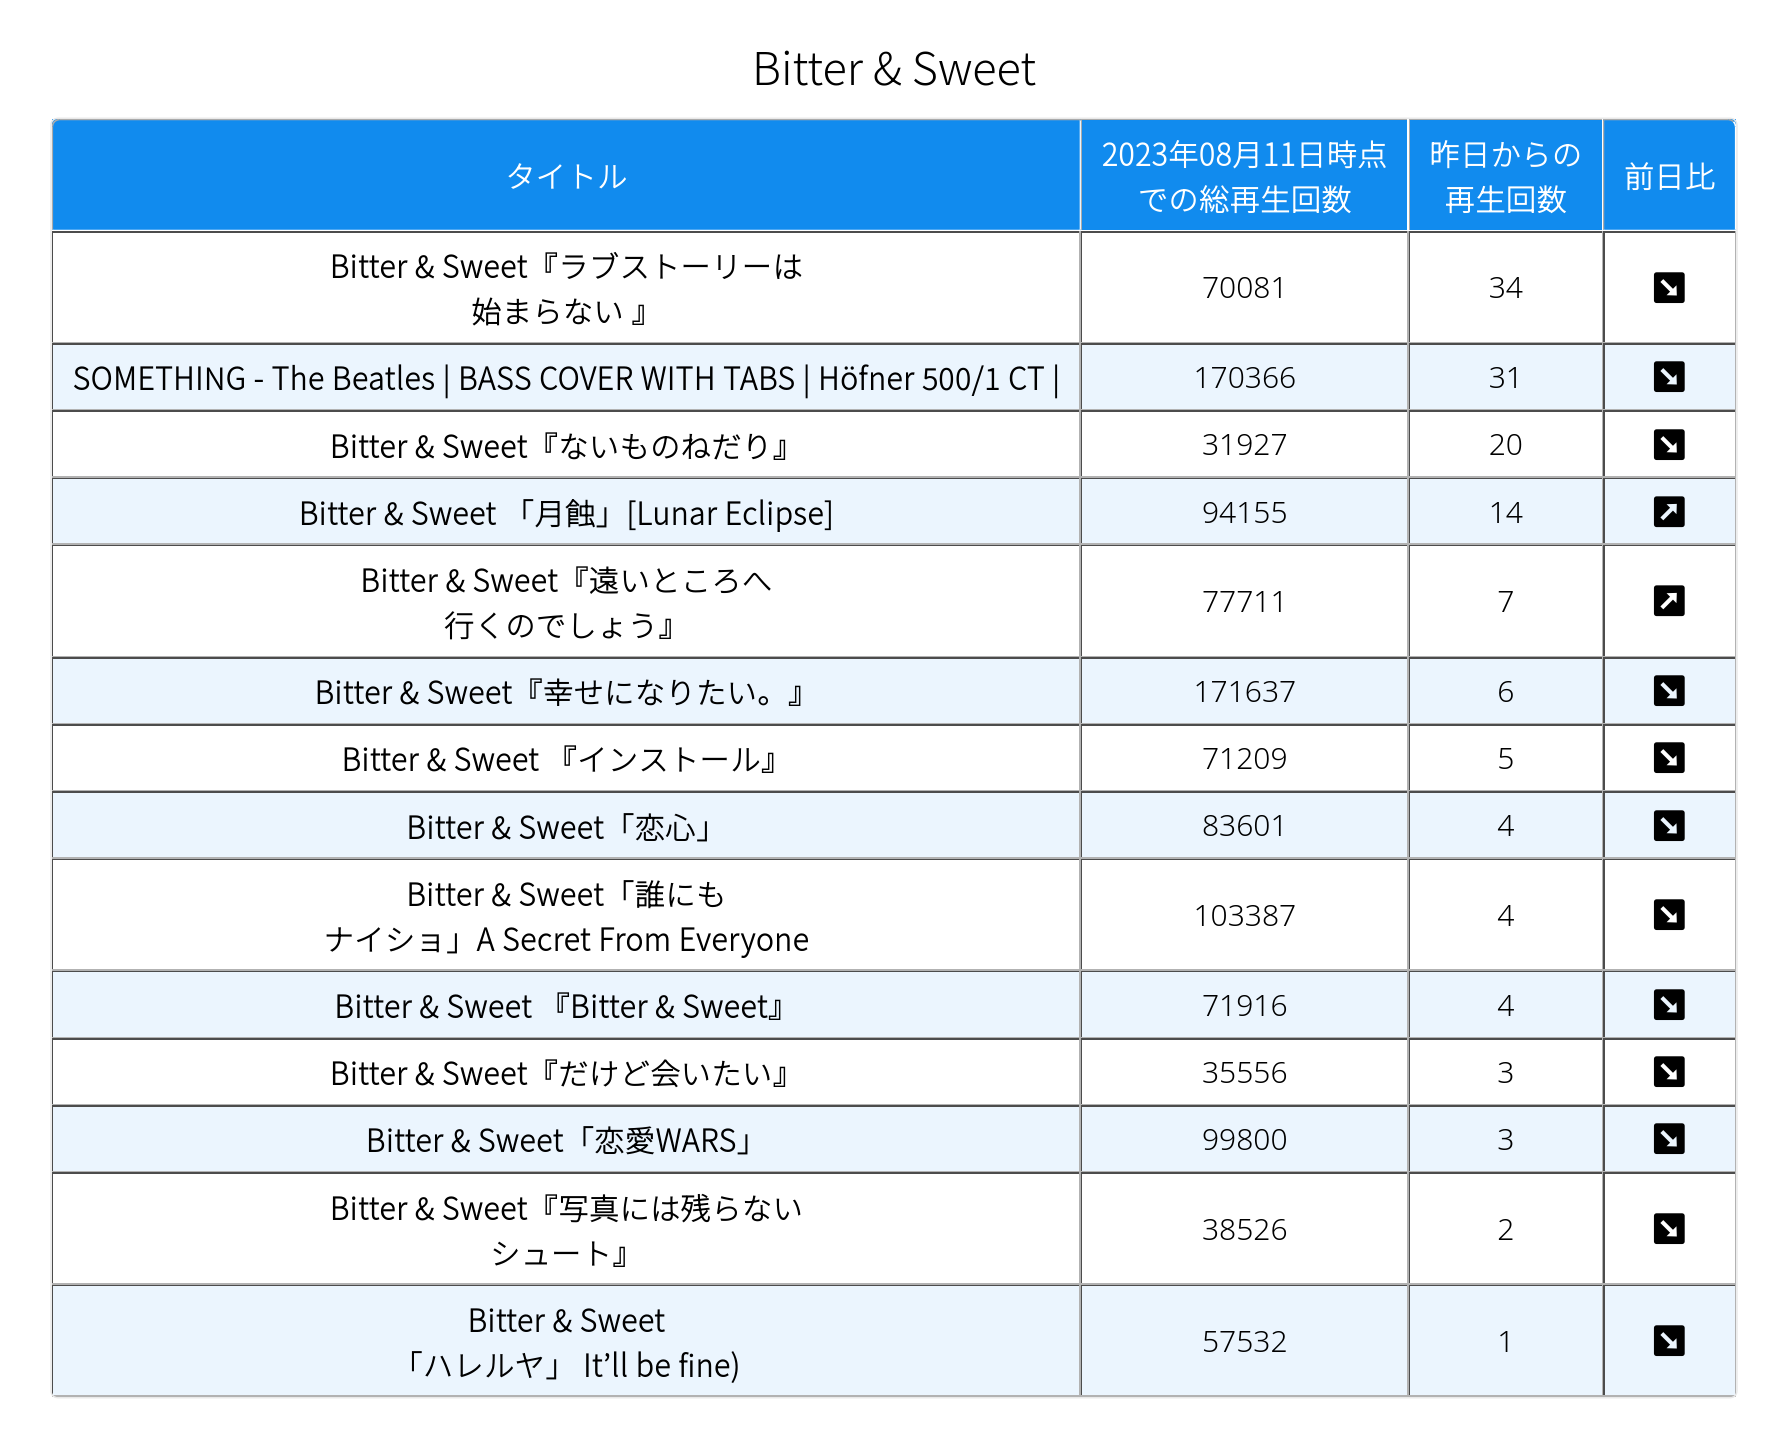 Bitter & Sweet
タイトル
2023年08月11日時点
での総再生回数
昨日からの
再生回数
前日比
Bitter & Sweet『ラブストーリーは
始まらない 』
70081
34
SOMETHING - The Beatles | BASS COVER WITH TABS | Höfner 500/1 CT |
170366
31
Bitter & Sweet『ないものねだり』
31927
20
Bitter & Sweet 「月蝕」[Lunar Eclipse]
94155
14
Bitter & Sweet『遠いところへ
行くのでしょう』
77711
7
Bitter & Sweet『幸せになりたい。』
171637
6
Bitter & Sweet 『インストール』
71209
5
Bitter & Sweet「恋心」
83601
4
Bitter & Sweet「誰にも
ナイショ」A Secret From Everyone
103387
4
Bitter & Sweet 『Bitter & Sweet』
71916
4
Bitter & Sweet『だけど会いたい』
35556
3
Bitter & Sweet「恋愛WARS」
99800
3
Bitter & Sweet『写真には残らない
シュート』
38526
2
Bitter & Sweet
「ハレルヤ」 It’ll be fine)
57532
1